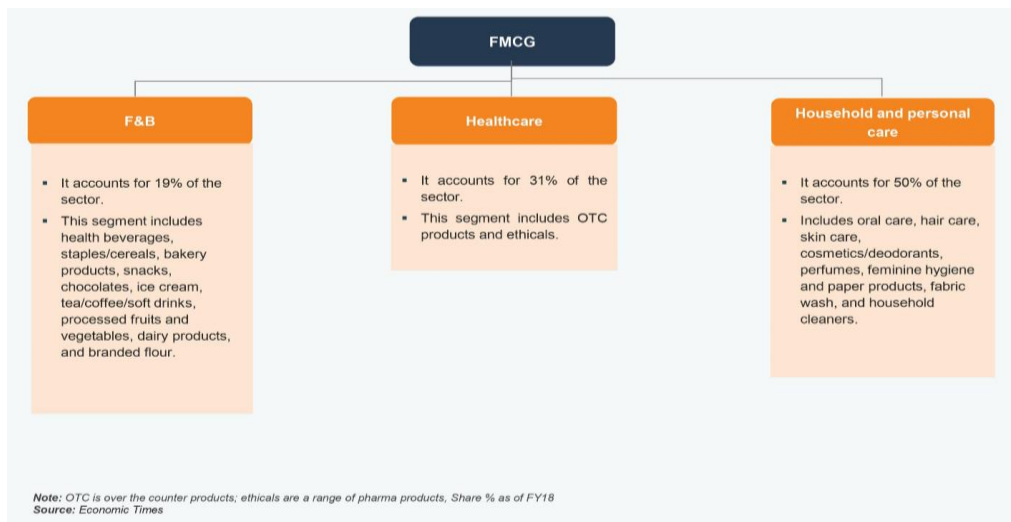 FMCG
F&B
▪ It accounts for 19% of the
sector.
▪ This segment includes
health beverages,
staples/cereals, bakery
products, snacks,
chocolates, ice cream,
tea/coffee/soft drinks,
processed fruits and
vegetables, dairy products,
and branded flour.
Healthcare
▪ It accounts for 31% of the
sector.
▪ This segment includes OTC
products and ethicals.
Household and personal
care
▪ It accounts for 50% of the
sector.
▪ Includes oral care, hair care,
skin care,
cosmetics/deodorants,
perfumes, feminine hygiene
and paper products, fabric
wash, and household
cleaners.
Note: OTC is over the counter products; ethicals are a range of pharma products, Share % as of FY18
Source: Economic Times